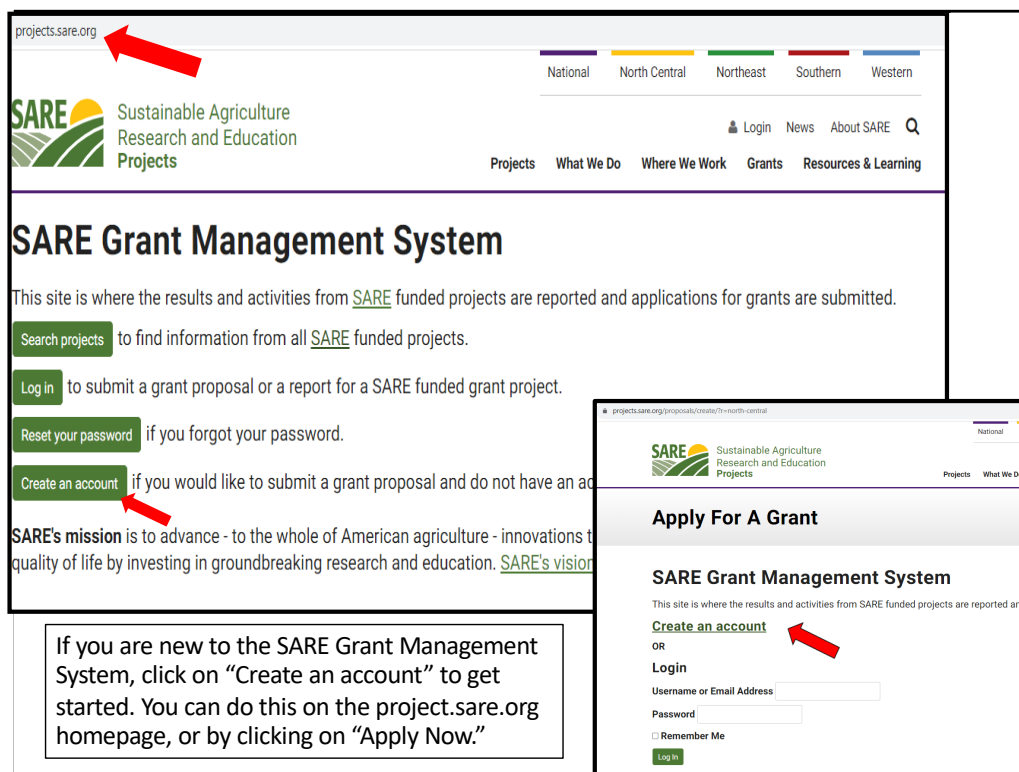 projects.sare.org
National North Central Northeast Southern Western
SARE
Sustainable Agriculture
Research and Education
Projects
Login News About SARE
Projects What We Do Where We Work Grants Resources & Learning
SARE Grant Management System
This site is where the results and activities from SARE funded projects are reported and applications for grants are submitted.
Search projects to find information from all SARE funded projects.
Log in to submit a grant proposal or a report for a SARE funded grant project.
Reset your password if you forgot your password.
Create an account if you would like to submit a grant proposal and do not have an ac
SARE's mission is to advance - to the whole of American agriculture - innovations t
quality of life by investing in groundbreaking research and education. SARE's vision
If you are new to the SARE Grant Management
System, click on “Create an account” to get
started. You can do this on the project.sare.org
homepage, or by clicking on “Apply Now.”
projects.sare.org/proposals/create/?r=north-central
National
SARE
Sustainable Agriculture
Research and Education
Projects
Projects What We Do
Apply For A Grant
SARE Grant Management System
This site is where the results and activities from SARE funded projects are reported an
Create an account
OR
Login
Username or Email Address
Password
Remember Me
Log In